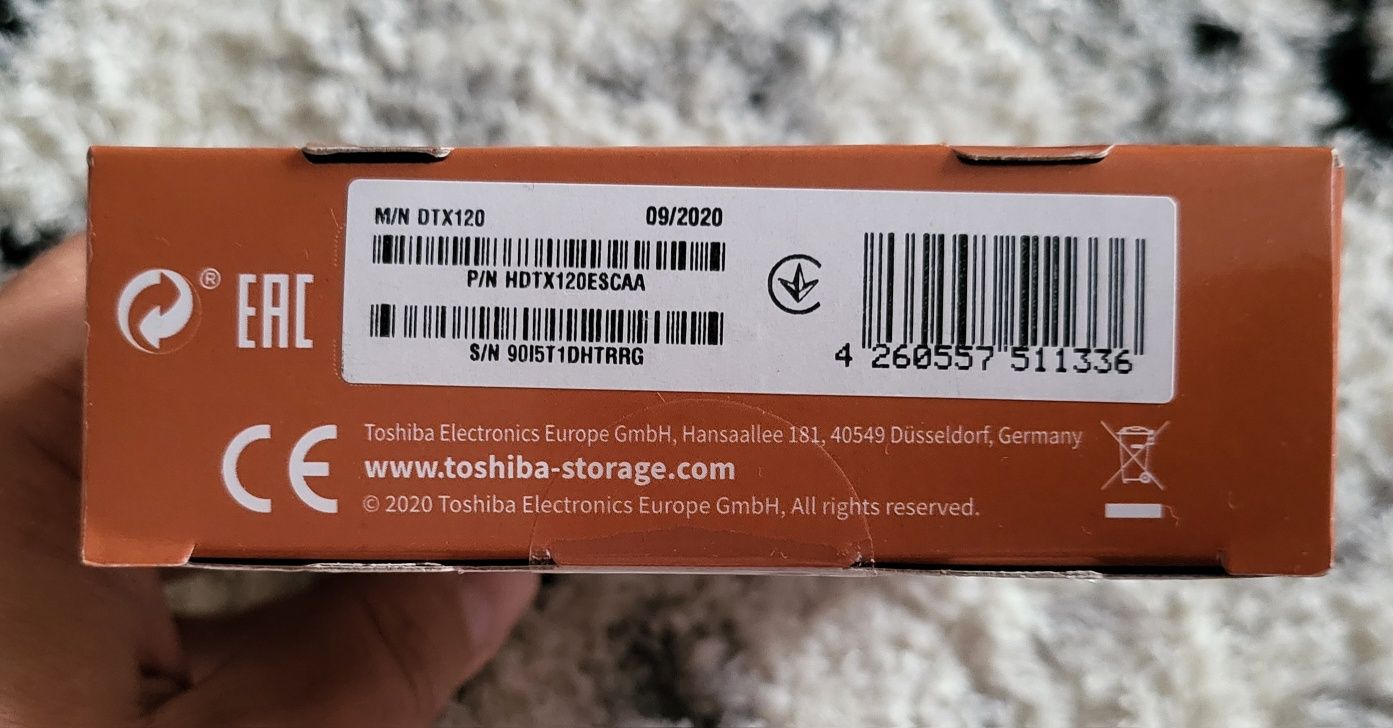 M/N DTX120 09/2020
P/N HDTX120ESCAA
S/N 90I5T1DHTRRG
4 260557 511336
® EAC
CE
Toshiba Electronics Europe GmbH, Hansaallee 181, 40549 Düsseldorf, Germany
www.toshiba-storage.com
© 2020 Toshiba Electronics Europe GmbH, All rights reserved.